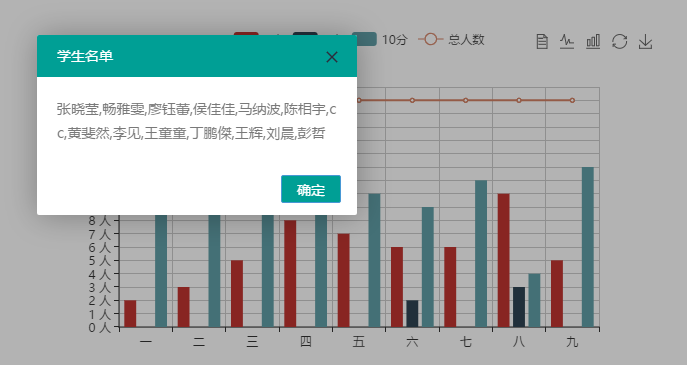 学生名单
10分
总人数
张晓莹,畅雅雯,廖钰蕾,侯佳佳,马纳波,陈相宇,c
c,黄斐然,李见,王童童,丁鹏傑,王辉,刘晨,彭哲
确定
8 人
7 人
6 人
5 人
4 人
3 人
2 人
1 人
0 人
一 二 三 四 五 六 七 八 九